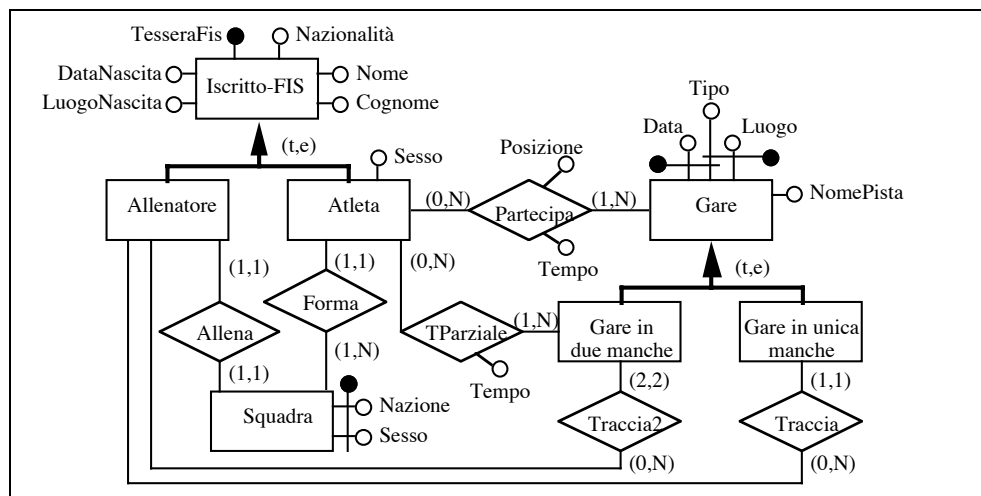 TesseraFis
Nazionalità
DataNascita
Iscritto-FIS
Nome
LuogoNascita
Cognome
Tipo
Data
Luogo
(t,e)
Sesso
Posizione
NomePista
Allenatore
Atleta
(0,N)
Partecipa
(1,N)
Gare
Tempo
(t,e)
(1,1)
(1,1)
(0,N)
Forma
Allena
TParziale
(1,N)
Gare in
due manche
Gare in unica
manche
(1,1)
(1,N)
Tempo
(2,2)
(1,1)
Squadra
Nazione
Sesso
Traccia2
Traccia
(0,N)
(0,N)